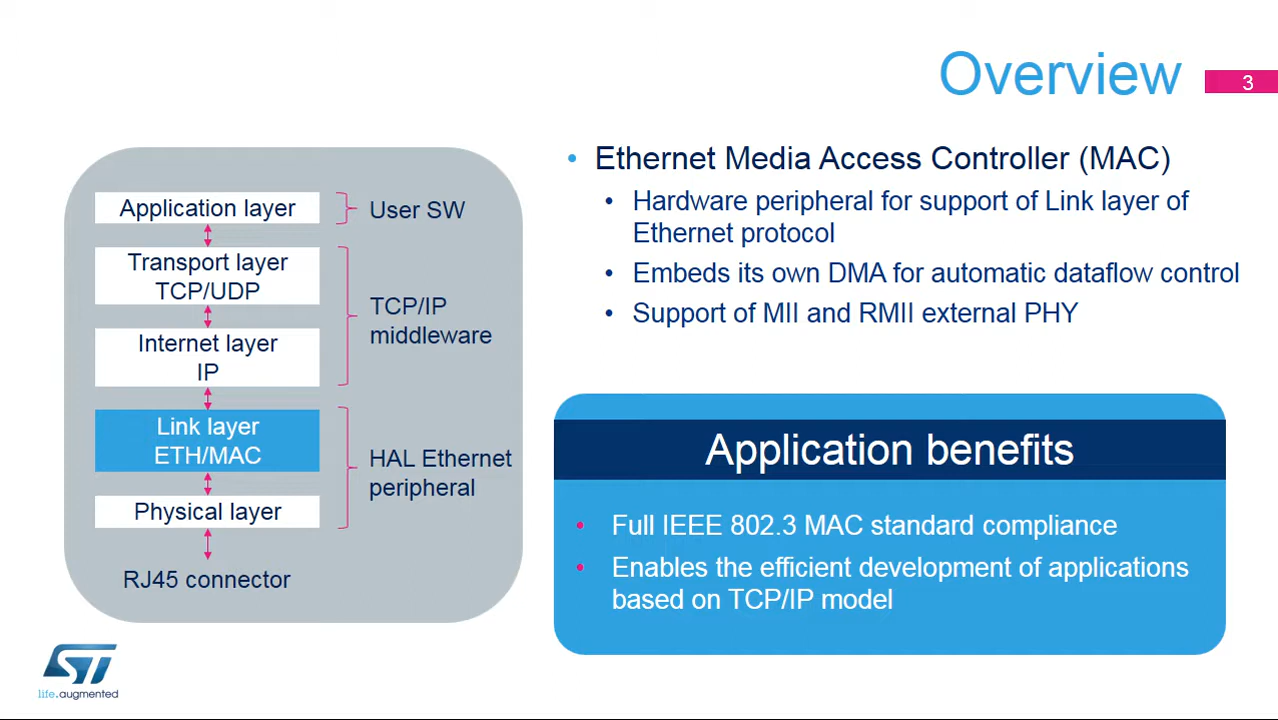 Overview
3
Application layer
User SW
Transport layer
TCP/UDP
TCP/IP
middleware
Internet layer
IP
Link layer
ETH/MAC
HAL Ethernet
peripheral
Physical layer
RJ45 connector
• Ethernet Media Access Controller (MAC)
• Hardware peripheral for support of Link layer of
Ethernet protocol
• Embeds its own DMA for automatic dataflow control
• Support of MII and RMII external PHY
Application benefits
• Full IEEE 802.3 MAC standard compliance
• Enables the efficient development of applications
based on TCP/IP model
ST
life.augmented